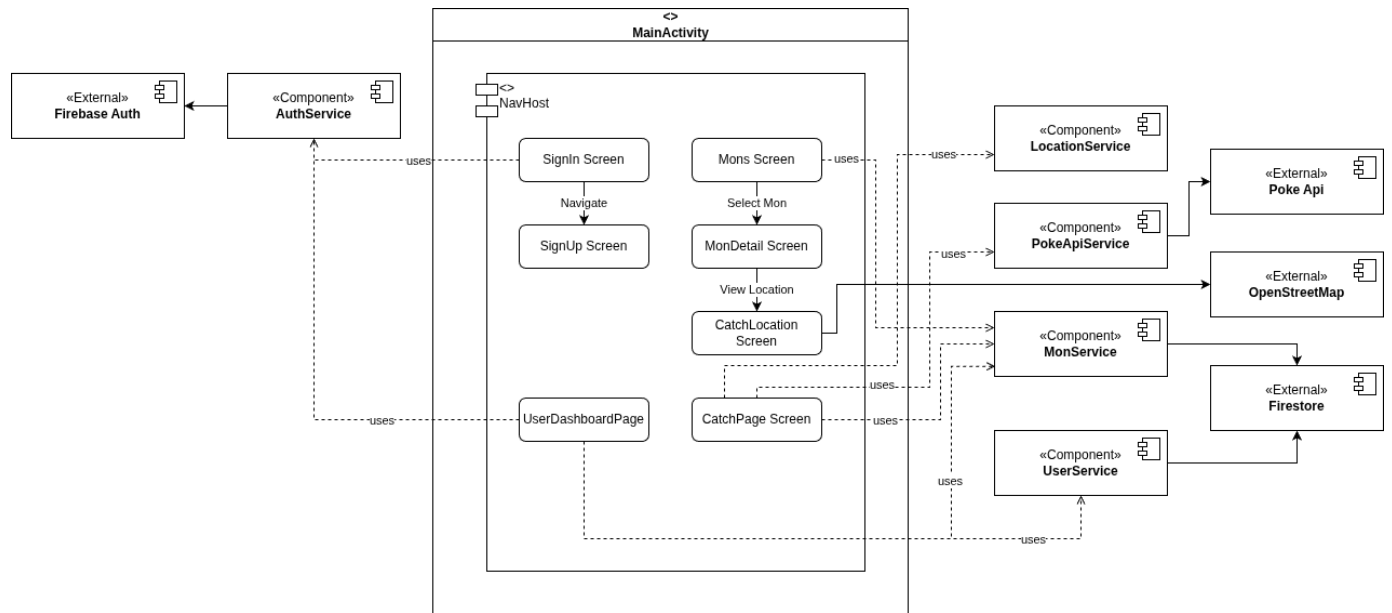 <>
MainActivity
«External»
Firebase Auth
«Component»
AuthService
<>
NavHost
SignIn Screen
Navigate
SignUp Screen
UserDashboardPage
Mons Screen
Select Mon
MonDetail Screen
View Location
CatchLocation
Screen
CatchPage Screen
uses
uses
uses
uses
uses
uses
uses
uses
uses
«Component»
LocationService
«Component»
PokeApiService
«Component»
MonService
«Component»
UserService
«External»
Poke Api
«External»
OpenStreetMap
«External»
Firestore